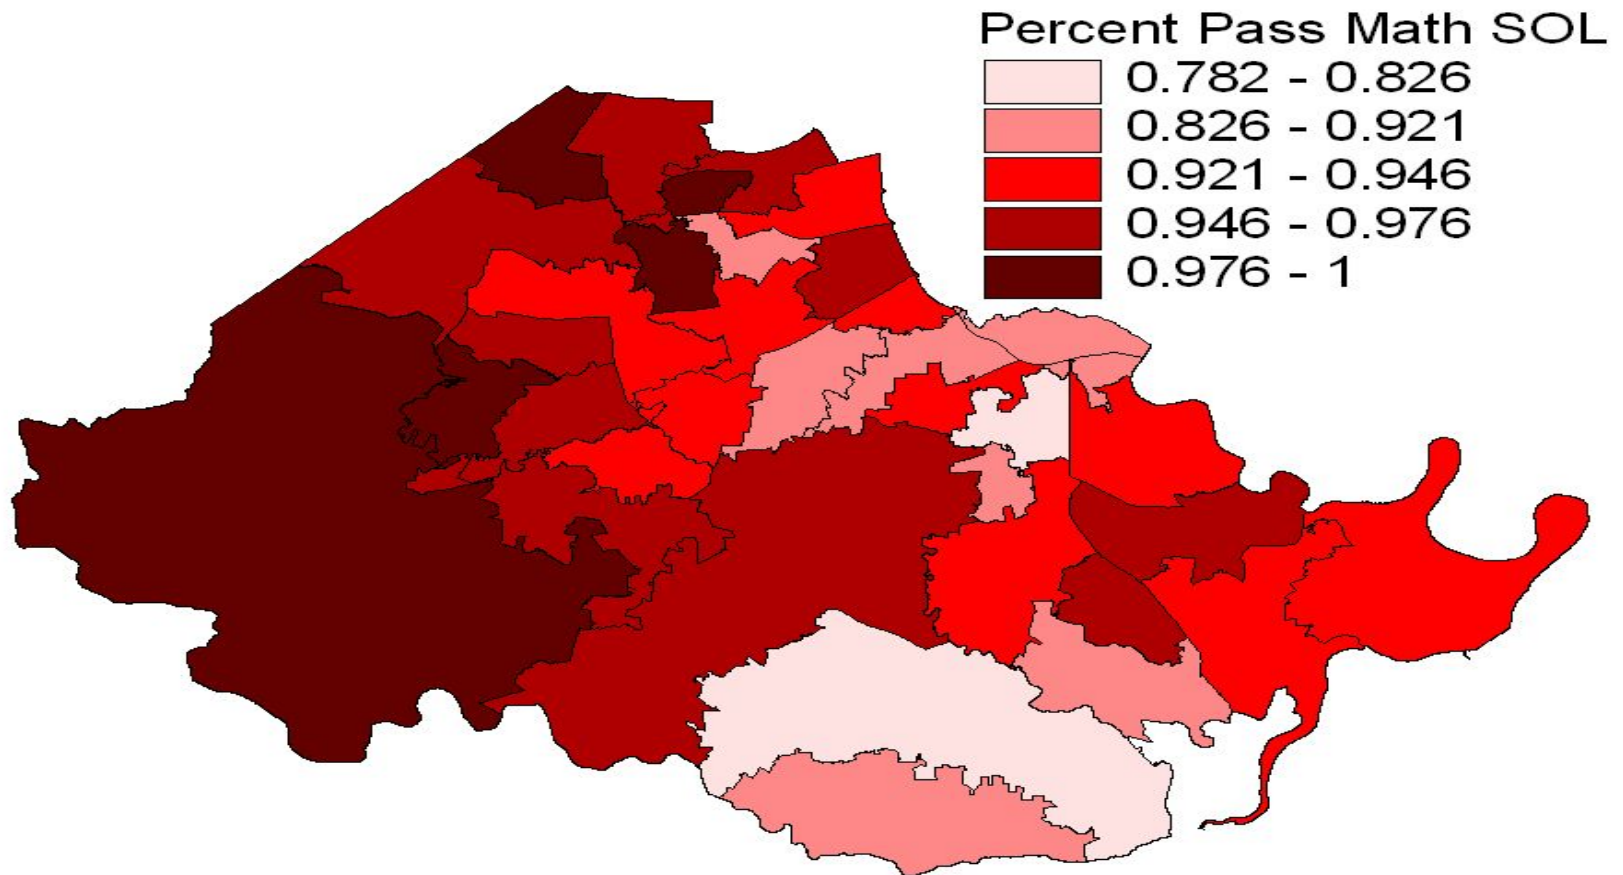 Percent Pass Math SOL
0.782 - 0.826
0.826 - 0.921
0.921 - 0.946
0.946 - 0.976
0.976 - 1